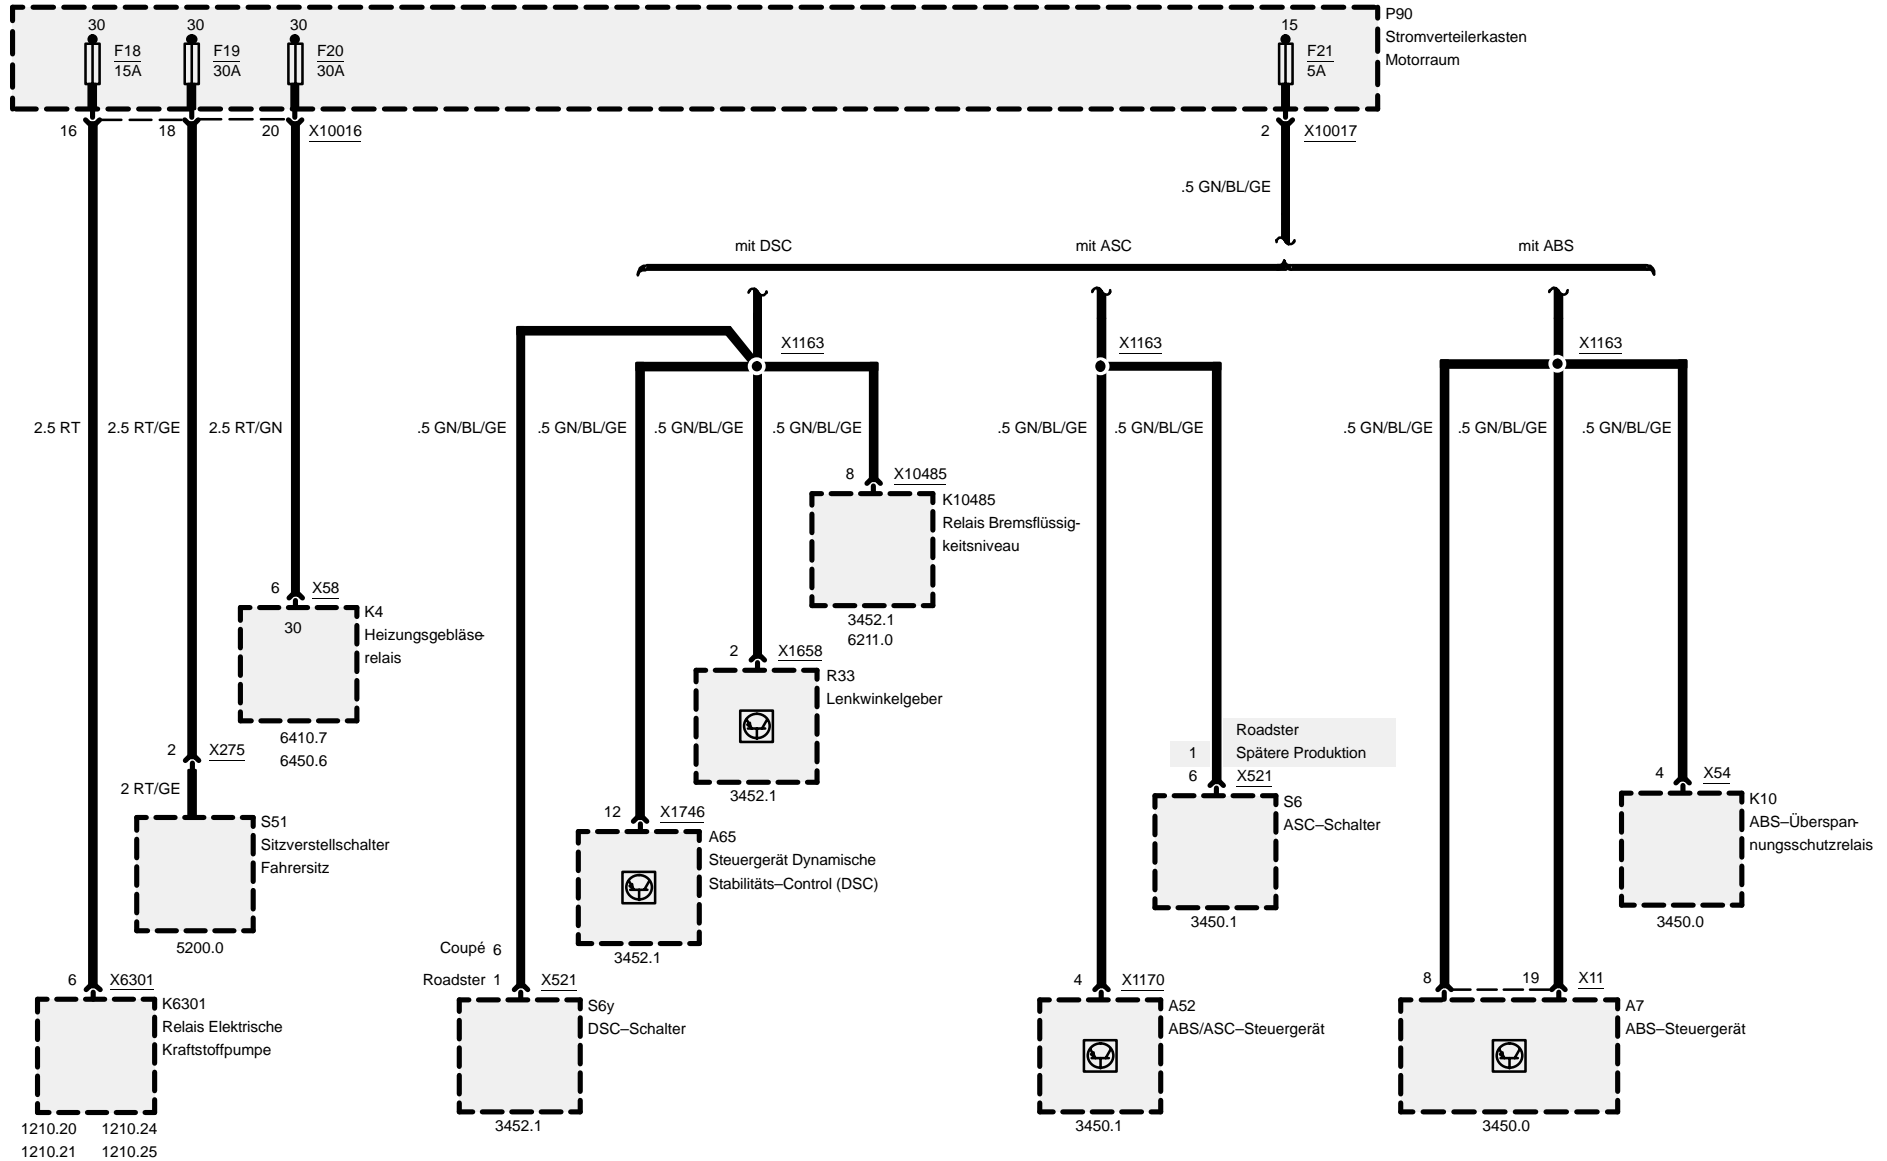 30
F18
15A
30
F19
30A
30
F20
30A
15
F21
5A
P90
Stromverteilerkasten
Motorraum
16
18
20
X10016
2
X10017
.5 GN/BL/GE
mit DSC
mit ASC
mit ABS
X1163
X1163
X1163
2.5 RT
2.5 RT/GE
2.5 RT/GN
.5 GN/BL/GE
.5 GN/BL/GE
.5 GN/BL/GE
.5 GN/BL/GE
.5 GN/BL/GE
.5 GN/BL/GE
.5 GN/BL/GE
.5 GN/BL/GE
.5 GN/BL/GE
8
X10485
K10485
Relais Bremsflüssig-
keitsniveau
3452.1
6211.0
6
X58
30
K4
Heizungsgebläse-
relais
6410.7
6450.6
2
X1658
R33
Lenkwinkelgeber
3452.1
2
X275
2 RT/GE
S51
Sitzverstellschalter
Fahrersitz
5200.0
12
X1746
A65
Steuergerät Dynamische
Stabilitäts–Control (DSC)
3452.1
Roadster
1
Spätere Produktion
6
X521
S6
ASC–Schalter
3450.1
4
X54
K10
ABS–Überspan-
nungsschutzrelais
3450.0
6
X6301
K6301
Relais Elektrische
Kraftstoffpumpe
1210.20
1210.24
1210.21
1210.25
Coupé 6
Roadster 1
X521
S6y
DSC–Schalter
3452.1
4
X1170
A52
ABS/ASC–Steuergerät
3450.1
8
19
X11
A7
ABS–Steuergerät
3450.0